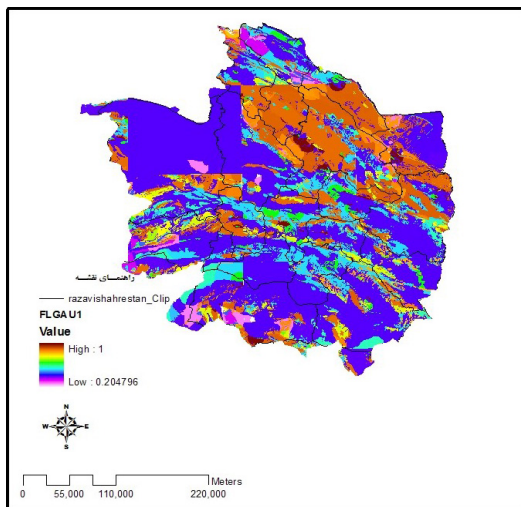 راهنمای نقشه
razavishahrestan_Clip
FLGAU1
Value
High : 1
Low : 0.204796
N
W E
S
Meters
0 55,000 110,000 220,000